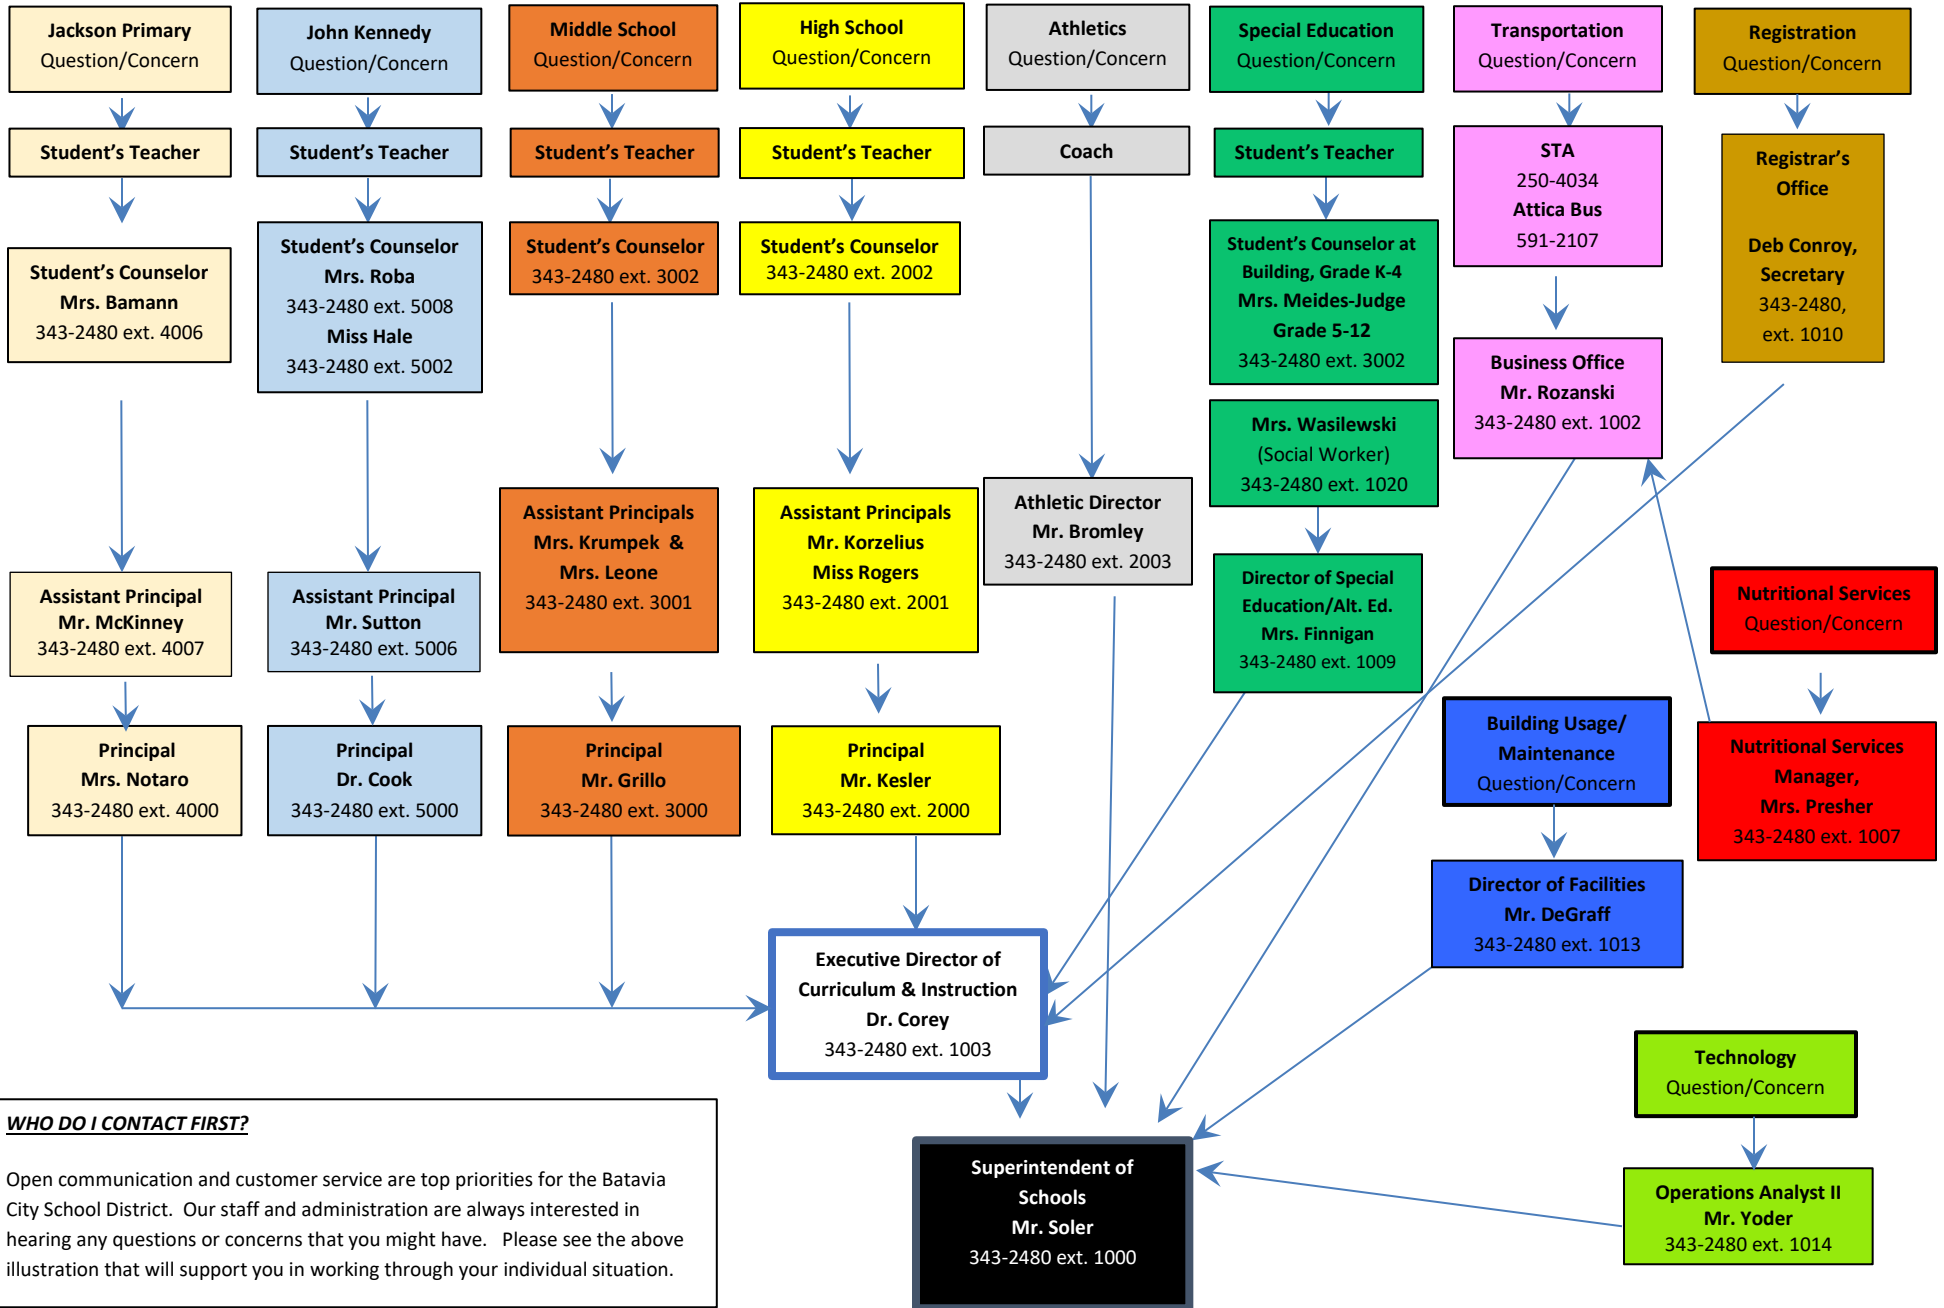 Jackson Primary
Question/Concern
Student's Teacher
Student's Counselor
Mrs. Bamann
343-2480 ext. 4006
Assistant Principal
Mr. McKinney
343-2480 ext. 4007
Principal
Mrs. Notaro
343-2480 ext. 4000
John Kennedy
Question/Concern
Student's Teacher
Student's Counselor
Mrs. Roba
343-2480 ext. 5008
Miss Hale
343-2480 ext. 5002
Assistant Principal
Mr. Sutton
343-2480 ext. 5006
Principal
Dr. Cook
343-2480 ext. 5000
Middle School
Question/Concern
Student's Teacher
Student's Counselor
343-2480 ext. 3002
Assistant Principals
Mrs. Krumpek &
Mrs. Leone
343-2480 ext. 3001
Principal
Mr. Grillo
343-2480 ext. 3000
High School
Question/Concern
Student's Teacher
Student's Counselor
343-2480 ext. 2002
Assistant Principals
Mr. Korzelius
Miss Rogers
343-2480 ext. 2001
Principal
Mr. Kesler
343-2480 ext. 2000
Athletics
Question/Concern
Coach
Athletic Director
Mr. Bromley
343-2480 ext. 2003
Special Education
Question/Concern
Student's Teacher
Student's Counselor at
Building, Grade K-4
Mrs. Meides-Judge
Grade 5-12
343-2480 ext. 3002
Mrs. Wasilewski
(Social Worker)
343-2480 ext. 1020
Director of Special
Education/Alt. Ed.
Mrs. Finnigan
343-2480 ext. 1009
Transportation
Question/Concern
STA
250-4034
Attica Bus
591-2107
Business Office
Mr. Rozanski
343-2480 ext. 1002
Registration
Question/Concern
Registrar's
Office
Deb Conroy,
Secretary
343-2480,
ext. 1010
Nutritional Services
Question/Concern
Nutritional Services
Manager,
Mrs. Presher
343-2480 ext. 1007
Building Usage/
Maintenance
Question/Concern
Director of Facilities
Mr. DeGraff
343-2480 ext. 1013
Executive Director of
Curriculum & Instruction
Dr. Corey
343-2480 ext. 1003
Technology
Question/Concern
Operations Analyst II
Mr. Yoder
343-2480 ext. 1014
Superintendent of
Schools
Mr. Soler
343-2480 ext. 1000
WHO DO I CONTACT FIRST?
Open communication and customer service are top priorities for the Batavia
City School District.  Our staff and administration are always interested in
hearing any questions or concerns that you might have.   Please see the above
illustration that will support you in working through your individual situation.